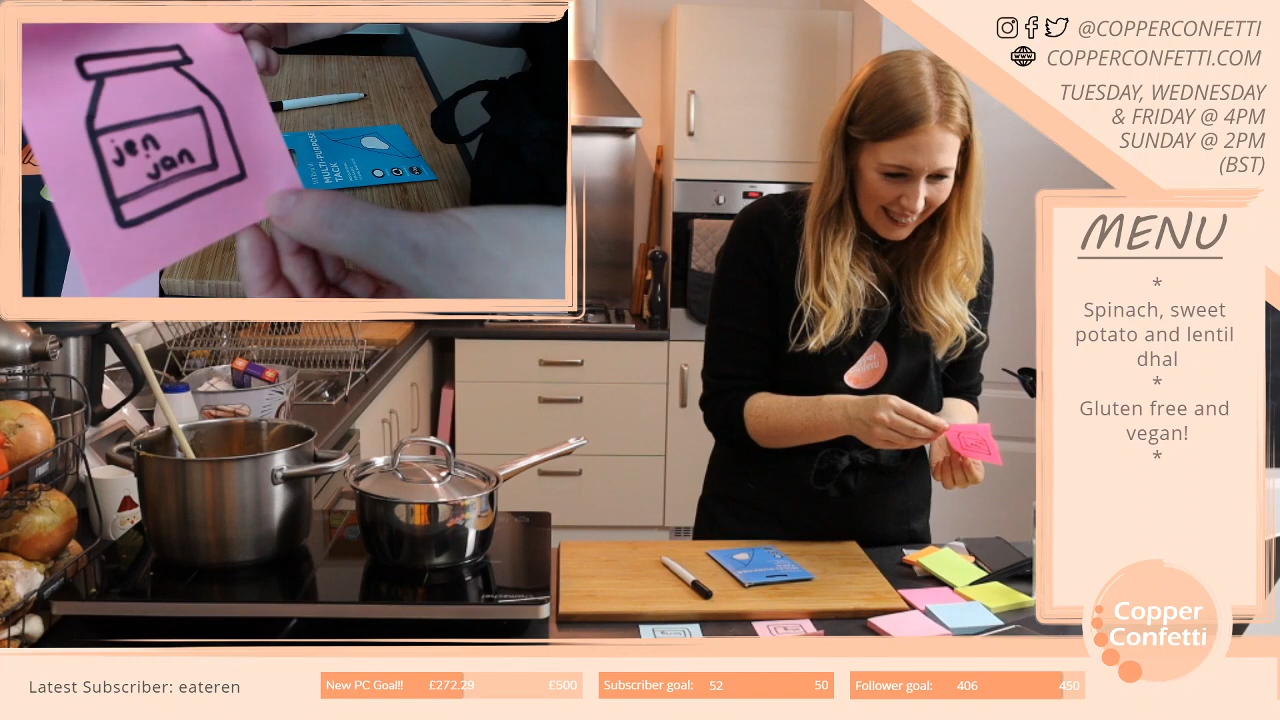 jen
jan
MULTI-PURPOSE
TACK
@COPPERCONFETTI
COPPERCONFETTI.COM
TUESDAY, WEDNESDAY
& FRIDAY @ 4PM
SUNDAY @ 2PM
(BST)
MENU
*
Spinach, sweet
potato and lentil
dhal
*
Gluten free and
vegan!
*
Copper
Confetti
Copper
Confetti
Latest Subscriber: eateren
New PC Goal!! £272.29 £500
Subscriber goal: 52 50
Follower goal: 406 450